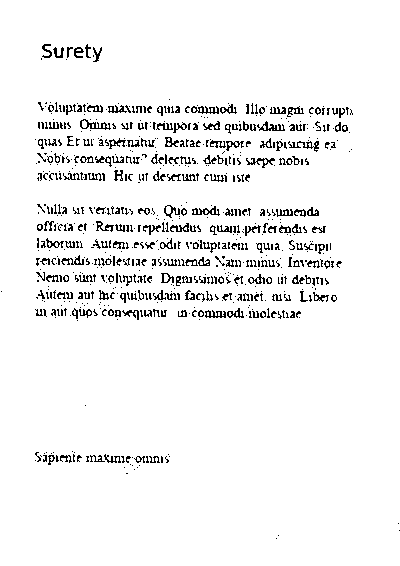 Surety
Voluptatem maxime quia commodi. Illo magni corrupti
minus. Omnis sit ut tempora sed quibusdam aut. Sit do,
quas Et ut aspernatur. Beatae tempore, adipisicing ea
Nobis consequatur? delectus, debitis saepe nobis
accusantium. Hic ut deserunt cum iste
Nulla sit veritatis eos. Quo modi amet, assumenda
officia et. Rerum repellendus, quam perferendis est
laborum. Autem esse odit voluptatem, quia, Suscipit
reiciendis molestiae assumenda Nam minus, Inventore
Nemo sunt voluptate. Dignissimos et odio ut debitis
Autem aut hic quibusdam facilis et amet, nisi. Libero
in aut quos consequatur, in commodi molestiae
Sapiente maxime omnis